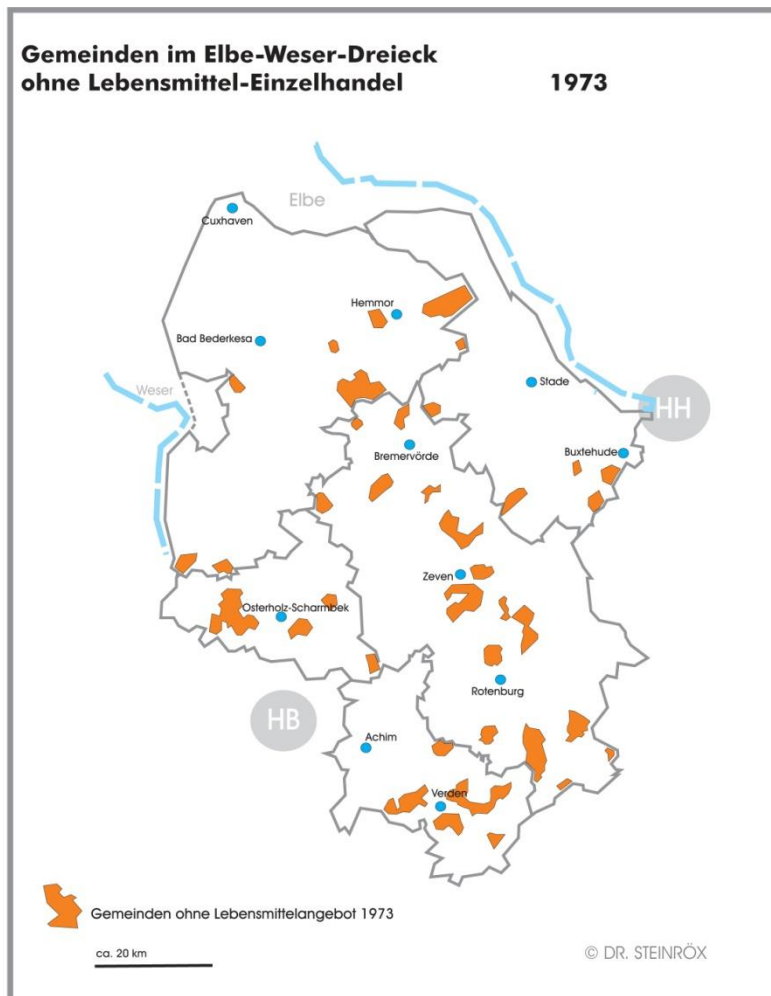 Gemeinden im Elbe-Weser-Dreieck
ohne Lebensmittel-Einzelhandel 1973
Elbe
Cuxhaven
Hemmor
Bad Bederkesa
Stade
Weser
HH
Buxtehude
Bremervörde
Zeven
Osterholz-Scharmbek
Rotenburg
HB
Achim
Verden
Gemeinden ohne Lebensmittelangebot 1973
ca. 20 km
© DR. STEINRÖX